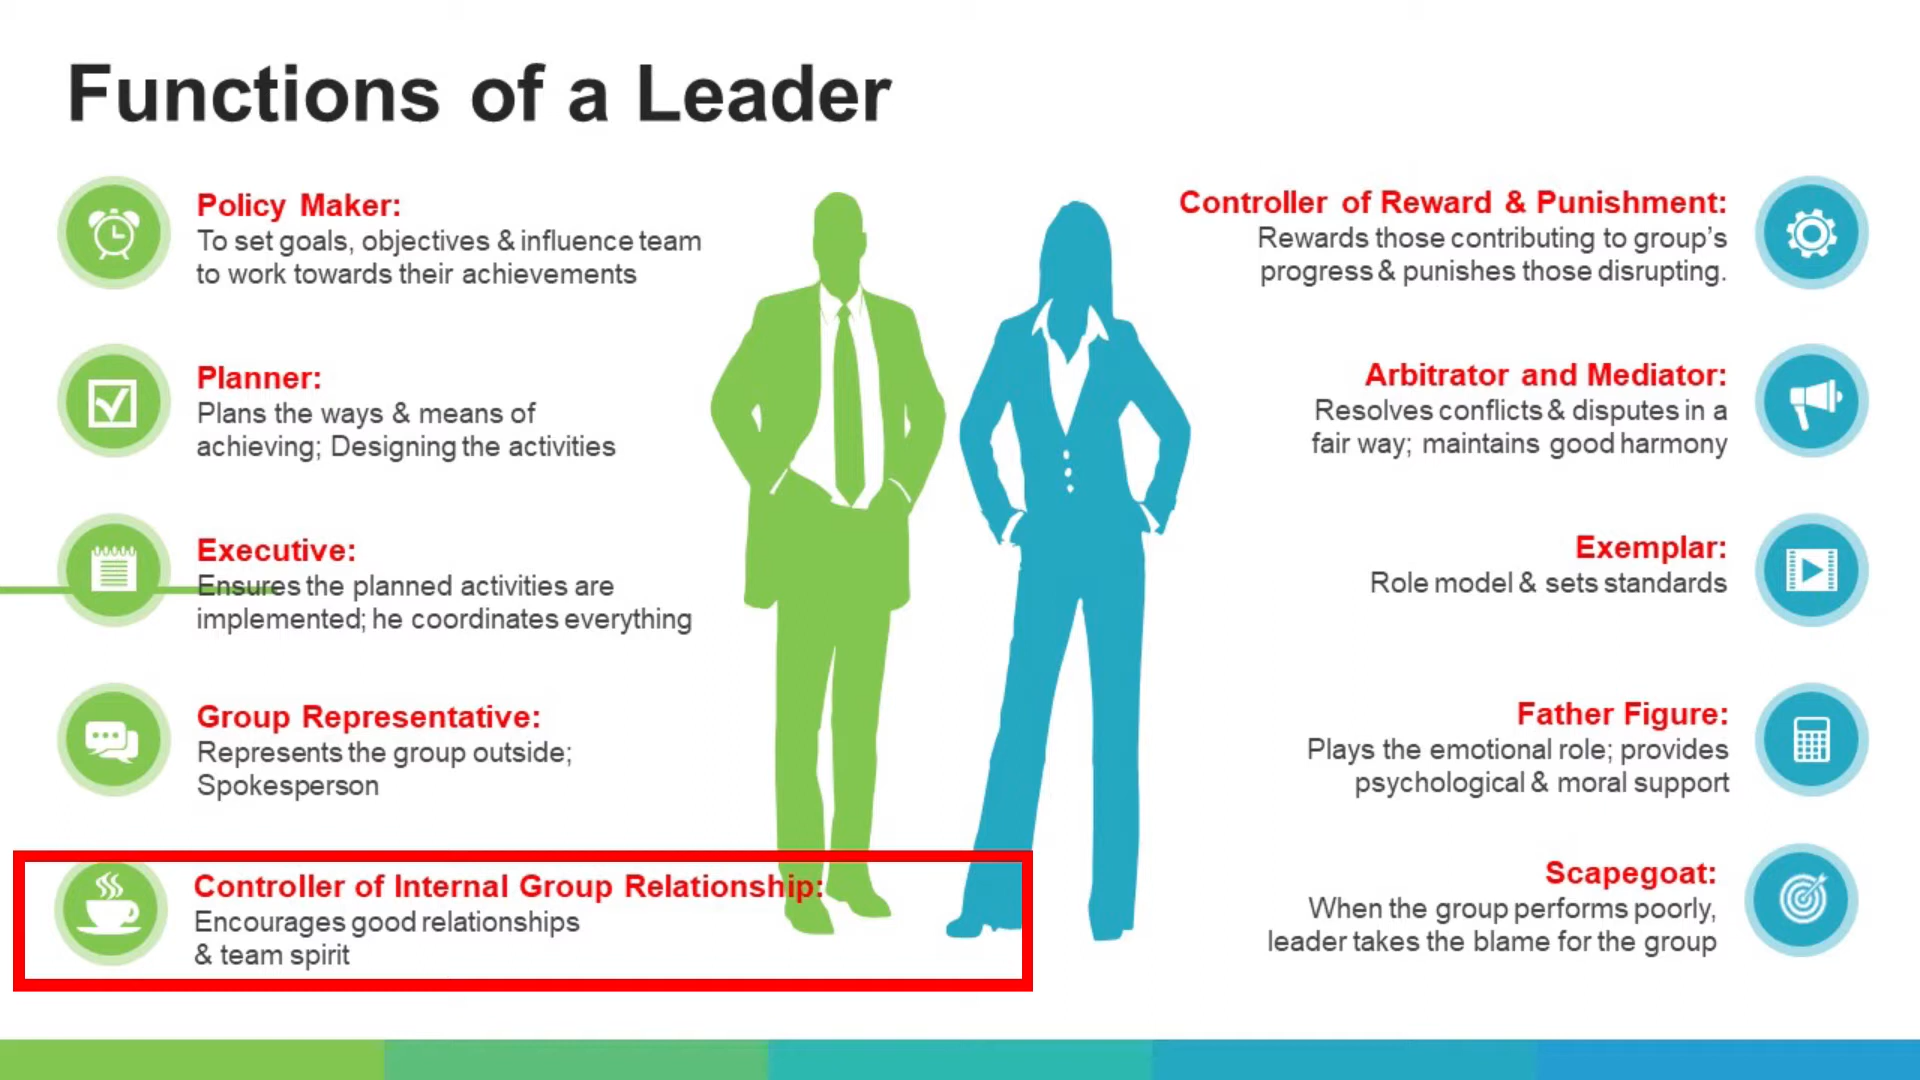 Functions of a Leader
Policy Maker:
To set goals, objectives & influence team
to work towards their achievements
Planner:
Plans the ways & means of
achieving; Designing the activities
Executive:
Ensures the planned activities are
implemented; he coordinates everything
Group Representative:
Represents the group outside;
Spokesperson
Controller of Internal Group Relationship:
Encourages good relationships
& team spirit
Controller of Reward & Punishment:
Rewards those contributing to group’s
progress & punishes those disrupting.
Arbitrator and Mediator:
Resolves conflicts & disputes in a
fair way; maintains good harmony
Exemplar:
Role model & sets standards
Father Figure:
Plays the emotional role; provides
psychological & moral support
Scapegoat:
When the group performs poorly,
leader takes the blame for the group